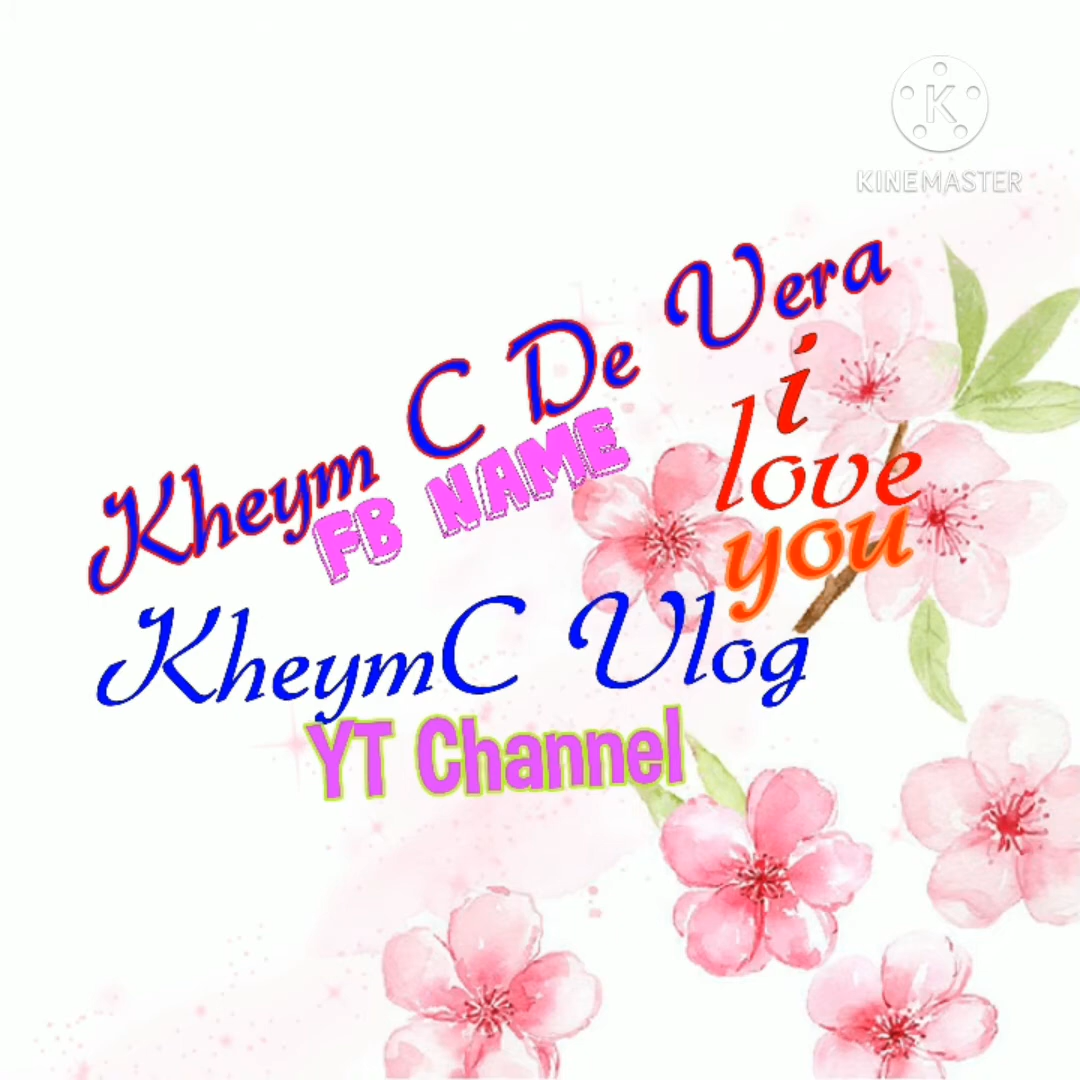 KINEMASTER
Kheym C De Vera
FB NAME
i
love
you
KheymC Vlog
YT Channel